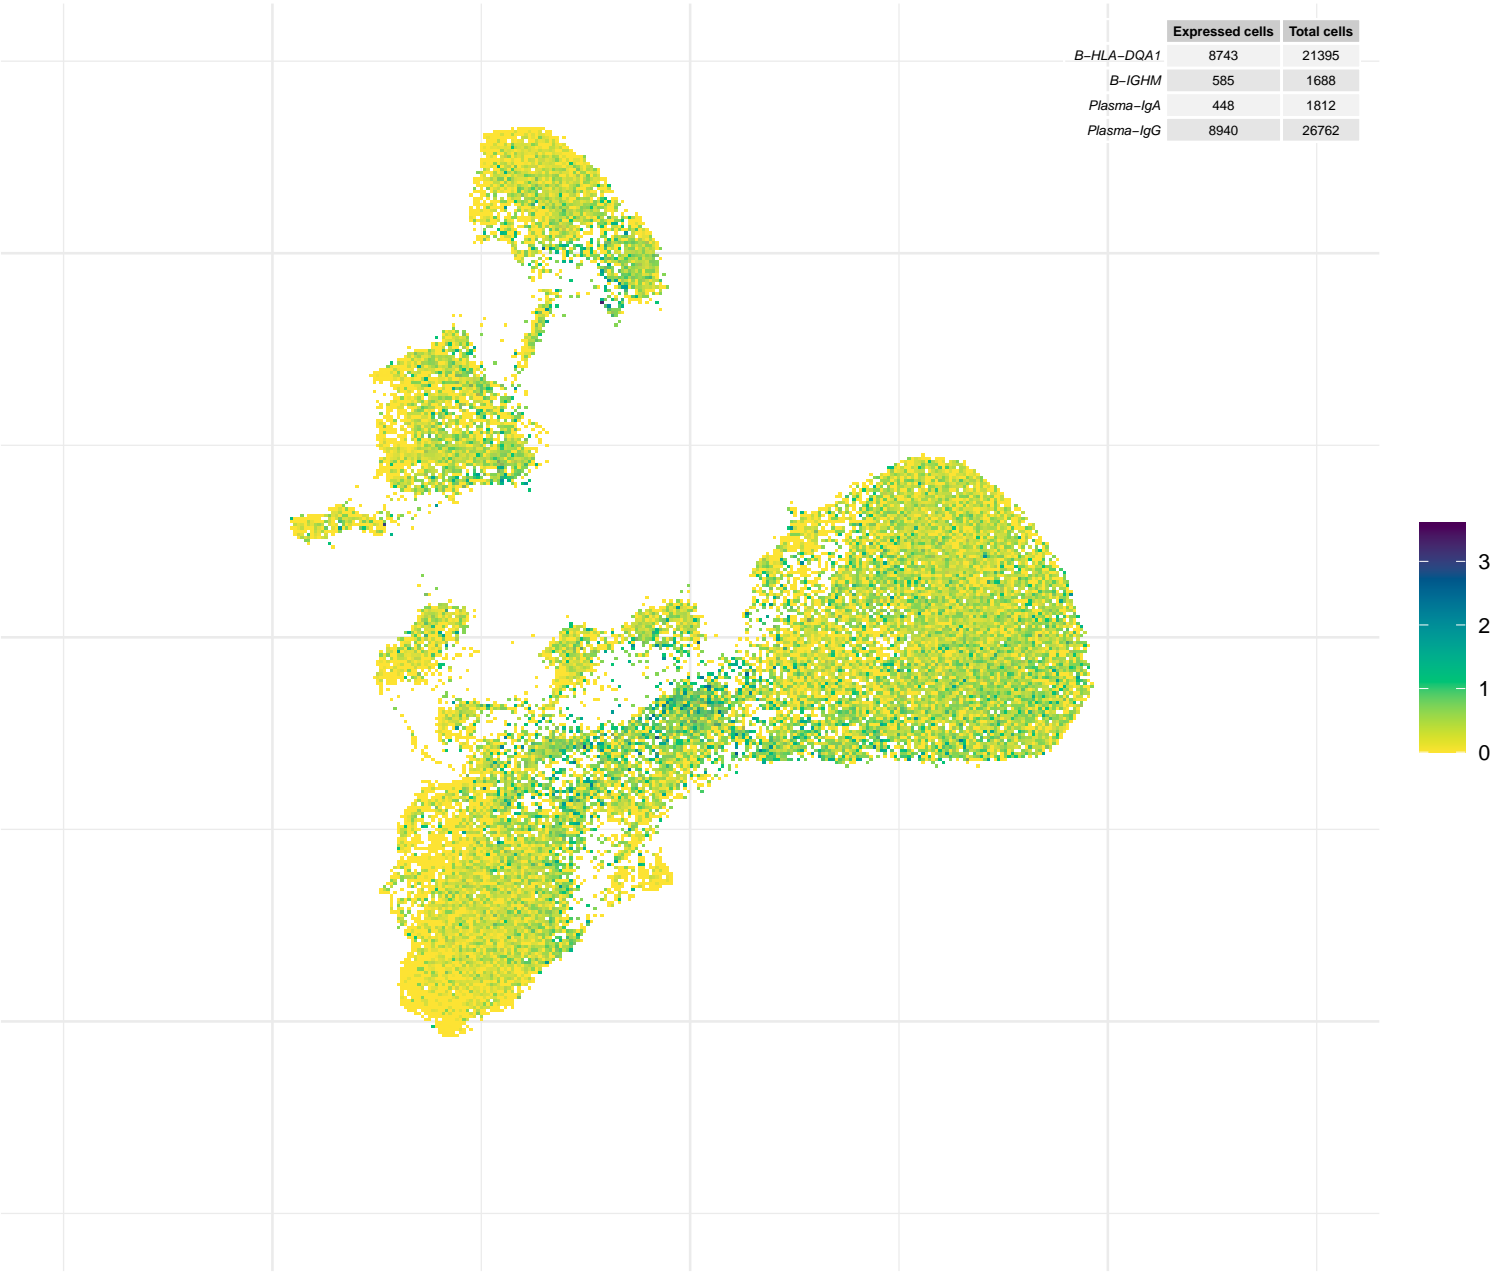 Expressed cells Total cells
B−HLA−DQA1 8743 21395
B−IGHM 585 1688
Plasma−IgA 448 1812
Plasma−IgG 8940 26762
3
2
1
0